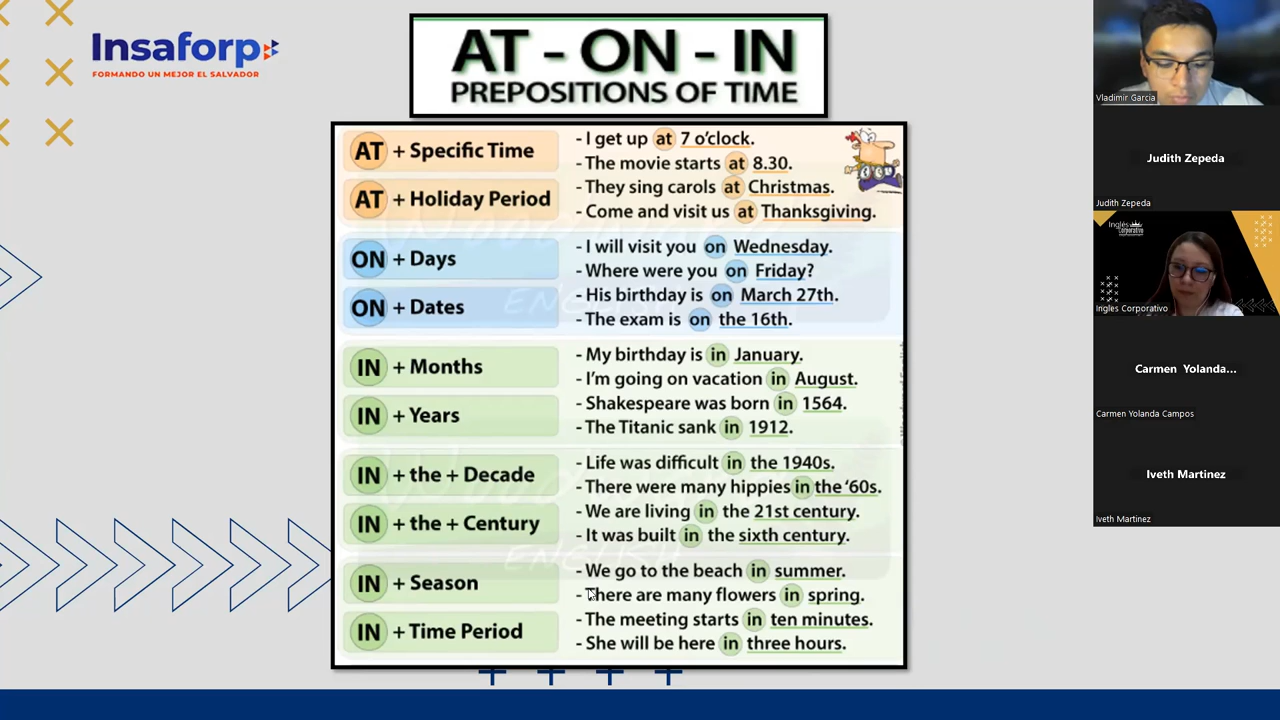 Insaforp
FORMANDO UN MEJOR EL SALVADOR
AT - ON - IN
PREPOSITIONS OF TIME
AT + Specific Time
- I get up at 7 o'clock.
- The movie starts at 8.30.
AT + Holiday Period
- They sing carols at Christmas.
- Come and visit us at Thanksgiving.
ON + Days
- I will visit you on Wednesday.
- Where were you on Friday?
ON + Dates
- His birthday is on March 27th.
- The exam is on the 16th.
IN + Months
- My birthday is in January.
- I'm going on vacation in August.
IN + Years
- Shakespeare was born in 1564.
- The Titanic sank in 1912.
IN + the + Decade
- Life was difficult in the 1940s.
- There were many hippies in the '60s.
IN + the + Century
- We are living in the 21st century.
- It was built in the sixth century.
IN + Season
- We go to the beach in summer.
- There are many flowers in spring.
IN + Time Period
- The meeting starts in ten minutes.
- She will be here in three hours.
ENGLISH
ENGLISH
Vladimir Garcia
Judith Zepeda
Judith Zepeda
Inglés
Corporativo
Ingles Corporativo
Carmen Yolanda...
Carmen Yolanda Campos
Iveth Martinez
Iveth Martinez